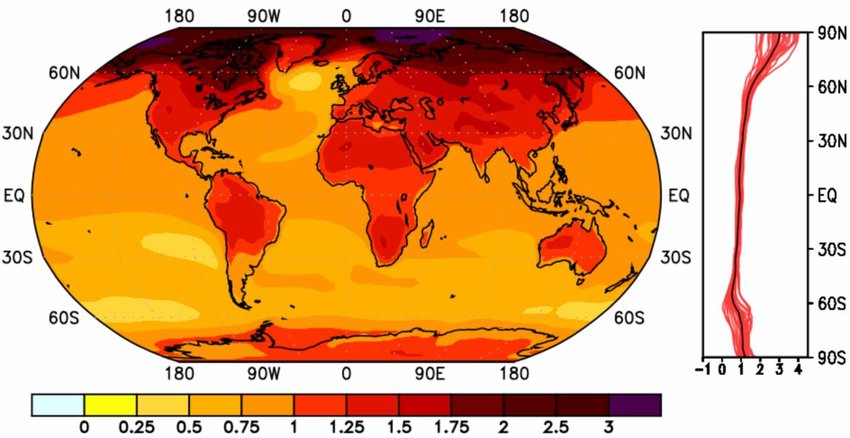 180 90W 0 90E 180
90N
60N 60N 60N
30N 30N 30N
EQ EQ EQ
30S 30S 30S
60S 60S 60S
90S
180 90W 0 90E 180
-1 0 1 2 3 4
0 0.25 0.5 0.75 1 1.25 1.5 1.75 2 2.5 3